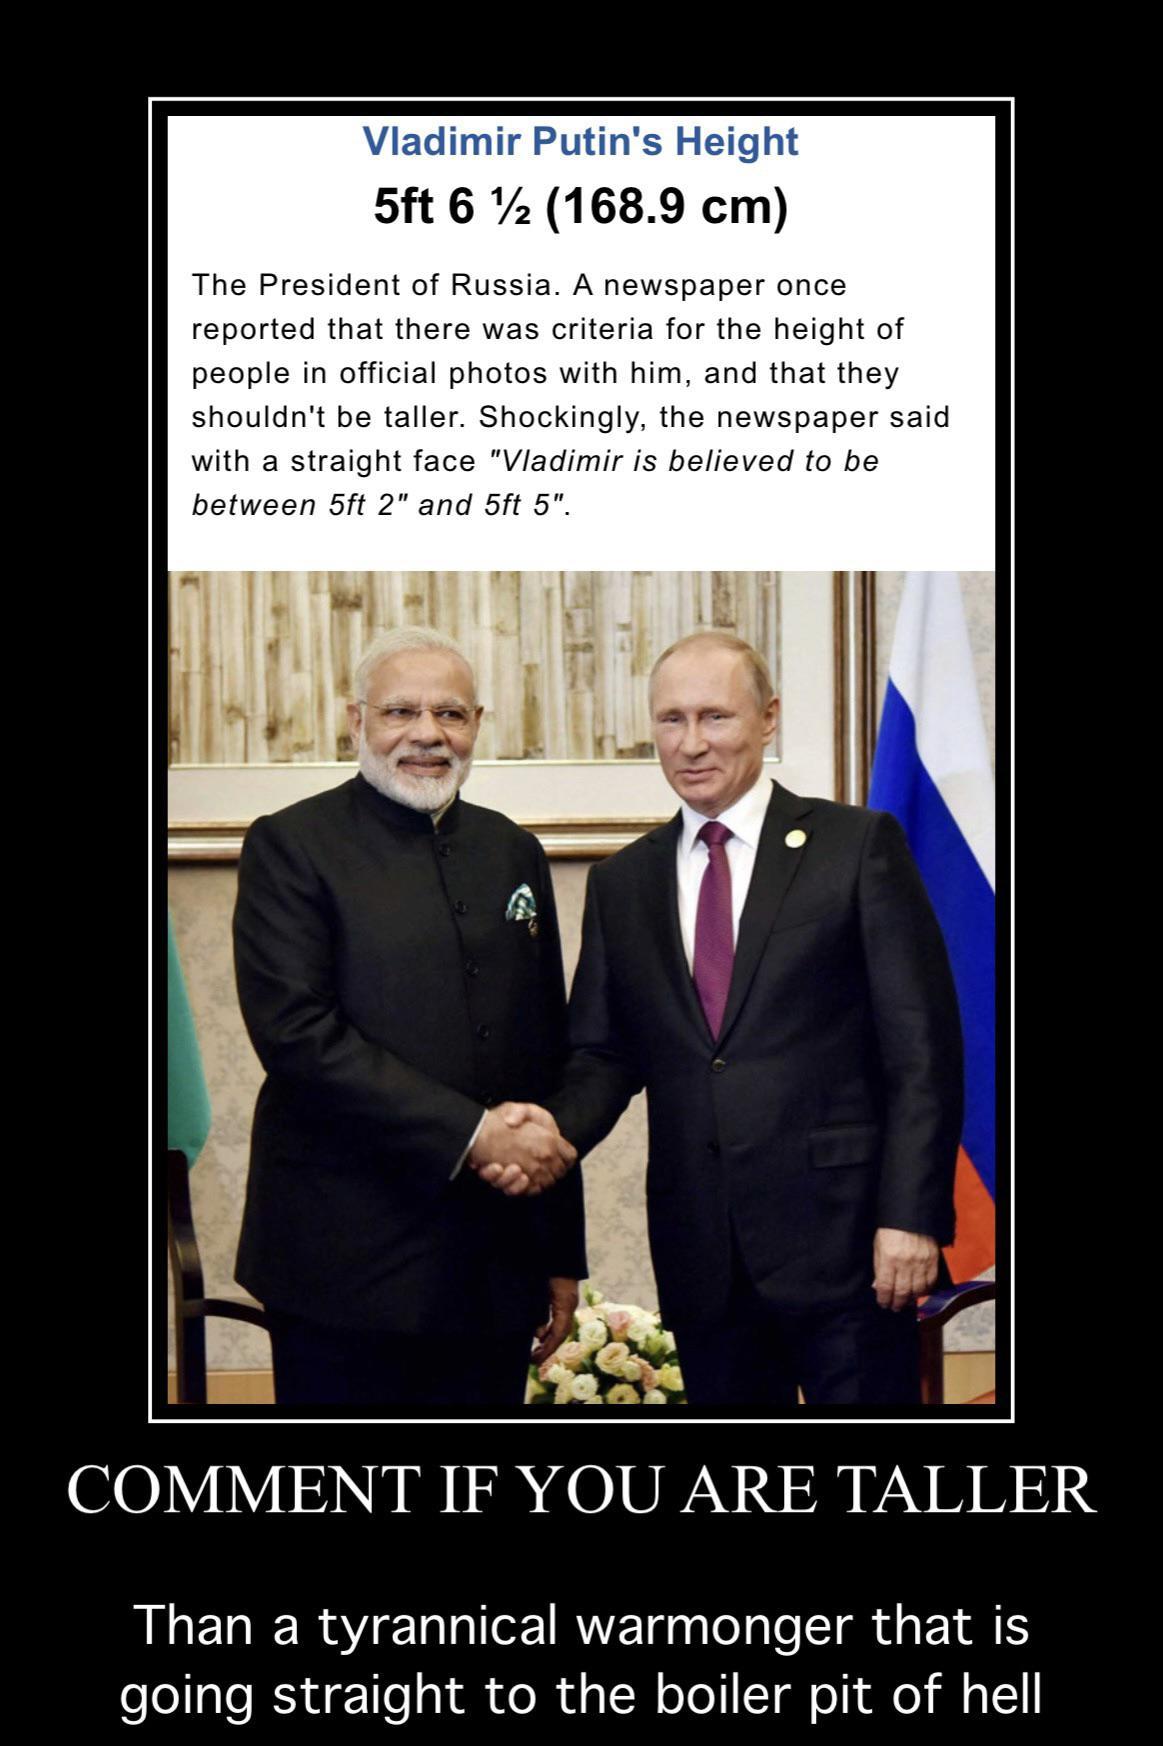 Vladimir Putin's Height
5ft 6 ½ (168.9 cm)
The President of Russia. A newspaper once
reported that there was criteria for the height of
people in official photos with him, and that they
shouldn't be taller. Shockingly, the newspaper said
with a straight face "Vladimir is believed to be
between 5ft 2" and 5ft 5".
COMMENT IF YOU ARE TALLER
Than a tyrannical warmonger that is
going straight to the boiler pit of hell